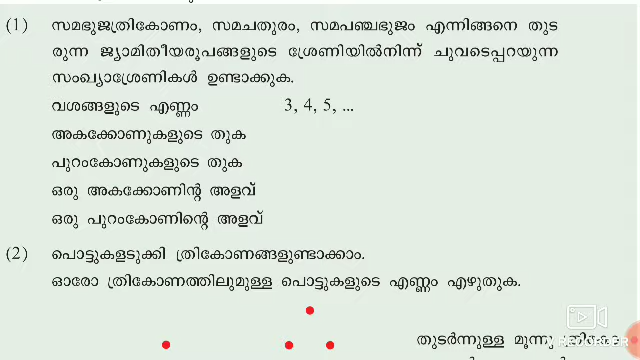 (1) സമഭുജത്രികോണം, സമചതുരം, സമപഞ്ചഭുജം എന്നിങ്ങനെ തുട
രുന്ന ജ്യാമിതീയരൂപങ്ങളുടെ ശ്രേണിയിൽനിന്ന് ചുവടെപ്പറയുന്ന
സംഖ്യാശ്രേണികൾ ഉണ്ടാക്കുക.
വശങ്ങളുടെ എണ്ണം 3, 4, 5, ...
അകക്കോണുകളുടെ തുക
പുറംകോണുകളുടെ തുക
ഒരു അകക്കോണിന്റ അളവ്
ഒരു പുറംകോണിന്റെ അളവ്
(2) പൊട്ടുകളടുക്കി ത്രികോണങ്ങളുണ്ടാക്കാം.
ഓരോ ത്രികോണത്തിലുമുള്ള പൊട്ടുകളുടെ എണ്ണം എഴുതുക.
തുടർന്നുള്ള മൂന്നു
RECORDER